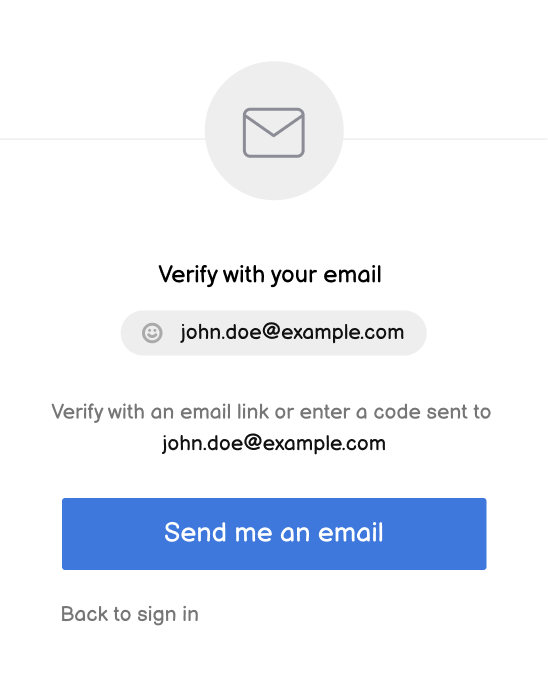 Verify with your email
john.doe@example.com
Verify with an email link or enter a code sent to
john.doe@example.com
Send me an email
Back to sign in